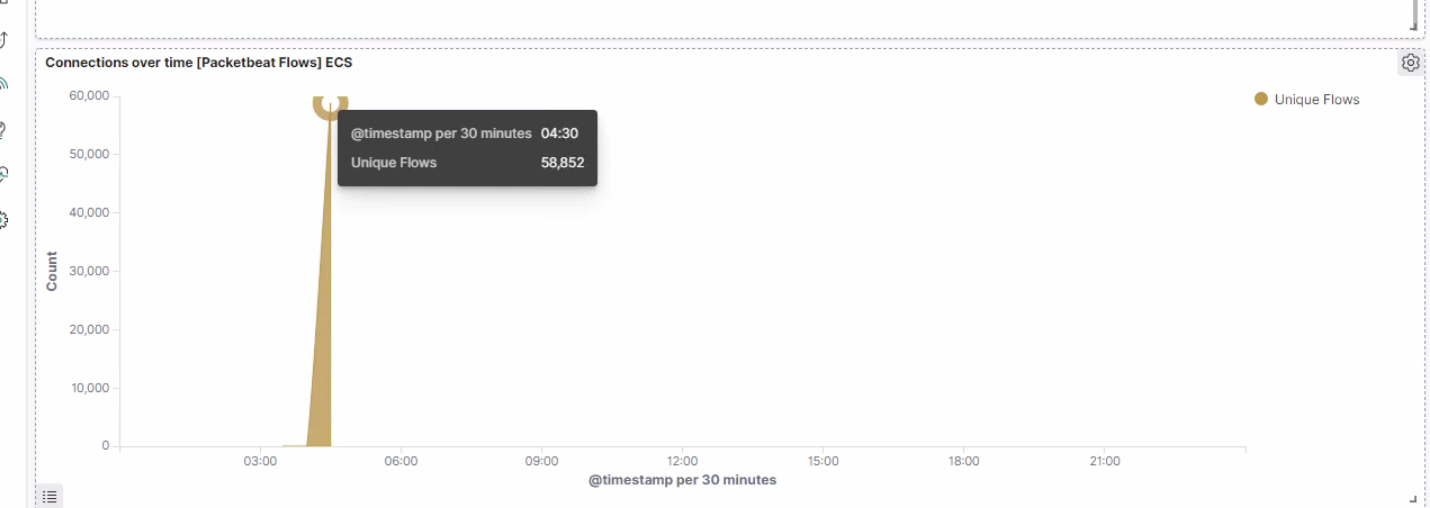 Connections over time [Packetbeat Flows] ECS
60,000
Unique Flows
@timestamp per 30 minutes 04:30
50,000
Unique Flows 58,852
40,000
Count
30,000
20,000
10,000
0
03:00 06:00 09:00 12:00 15:00 18:00 21:00
@timestamp per 30 minutes